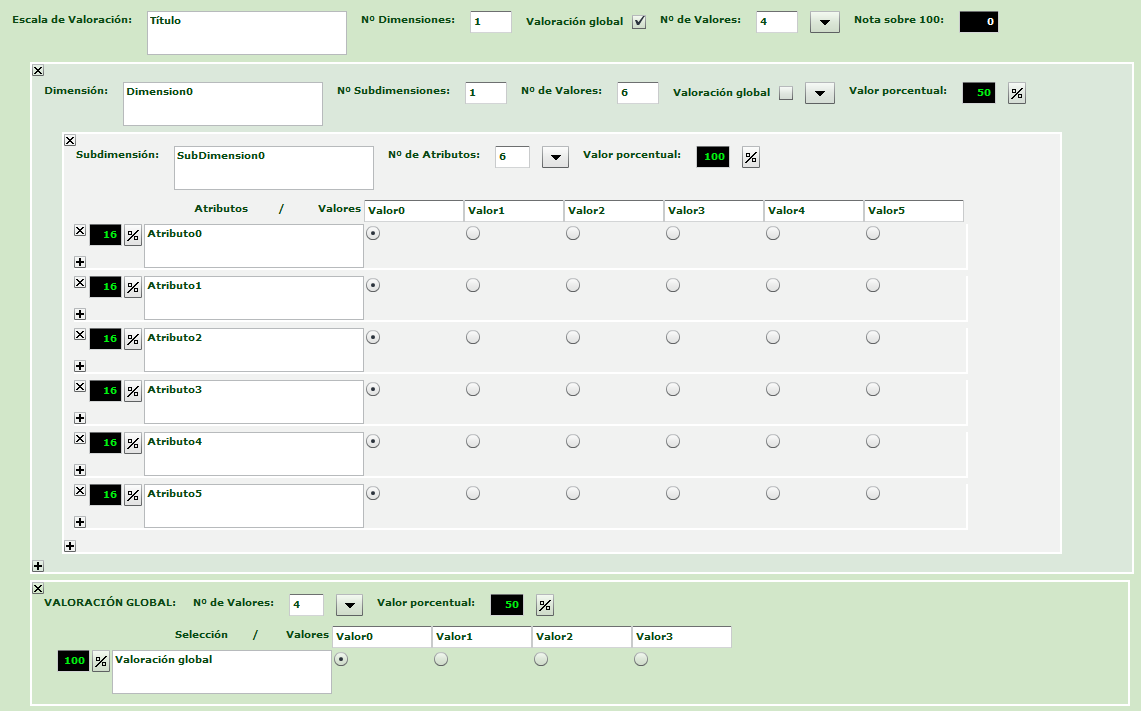 Escala de Valoración: Título Nº Dimensiones: 1 Valoración global Nº de Valores: 4 Nota sobre 100: 0
Dimensión: Dimension0 Nº Subdimensiones: 1 Nº de Valores: 6 Valoración global Valor porcentual: 50 %
Subdimensión: SubDimension0 Nº de Atributos: 6 Valor porcentual: 100 %
Atributos / Valores Valor0 Valor1 Valor2 Valor3 Valor4 Valor5
16 % Atributo0
16 % Atributo1
16 % Atributo2
16 % Atributo3
16 % Atributo4
16 % Atributo5
VALORACIÓN GLOBAL: Nº de Valores: 4 Valor porcentual: 50 %
Selección / Valores Valor0 Valor1 Valor2 Valor3
100 % Valoración global